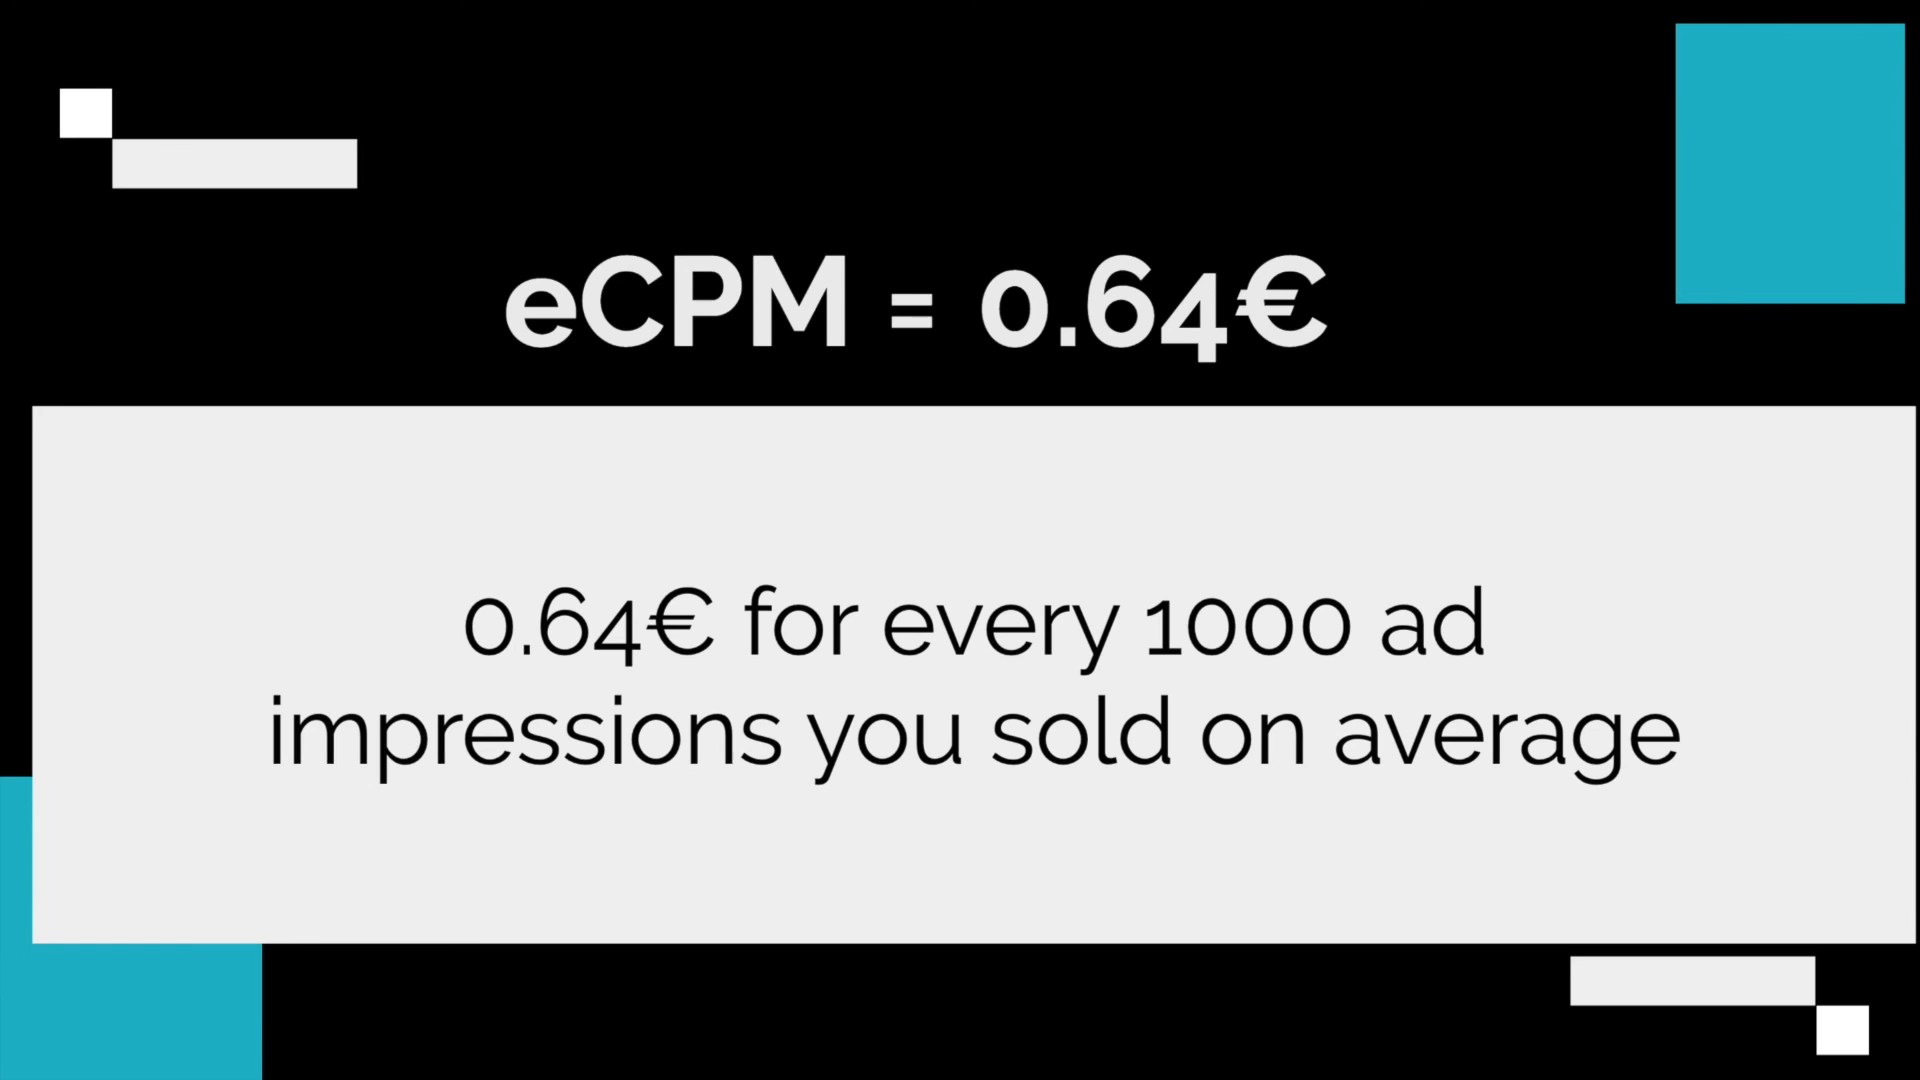 eCPM = 0.64€
0.64€ for every 1000 ad
impressions you sold on average